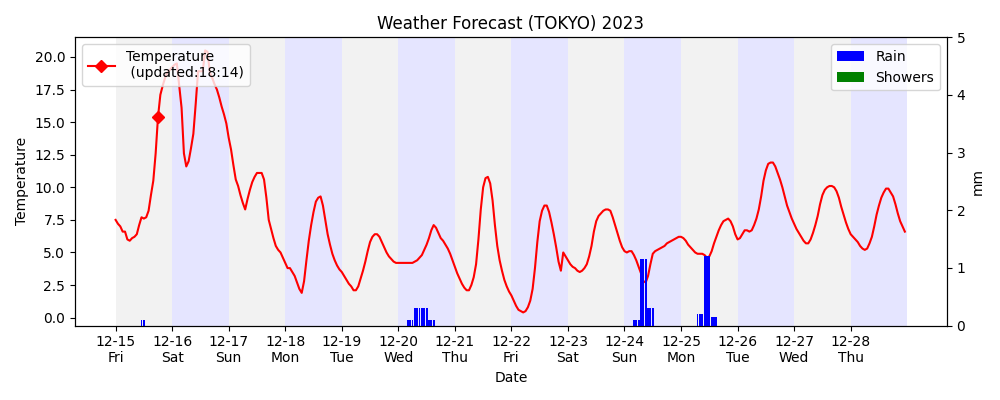 Weather Forecast (TOKYO) 2023
Temperature
(updated:18:14)
Rain
Showers
20.0
17.5
15.0
12.5
10.0
7.5
5.0
2.5
0.0
Temperature
5
4
3
2
1
0
mm
12-15 12-16 12-17 12-18 12-19 12-20 12-21 12-22 12-23 12-24 12-25 12-26 12-27 12-28
Fri Sat Sun Mon Tue Wed Thu Fri Sat Sun Mon Tue Wed Thu
Date